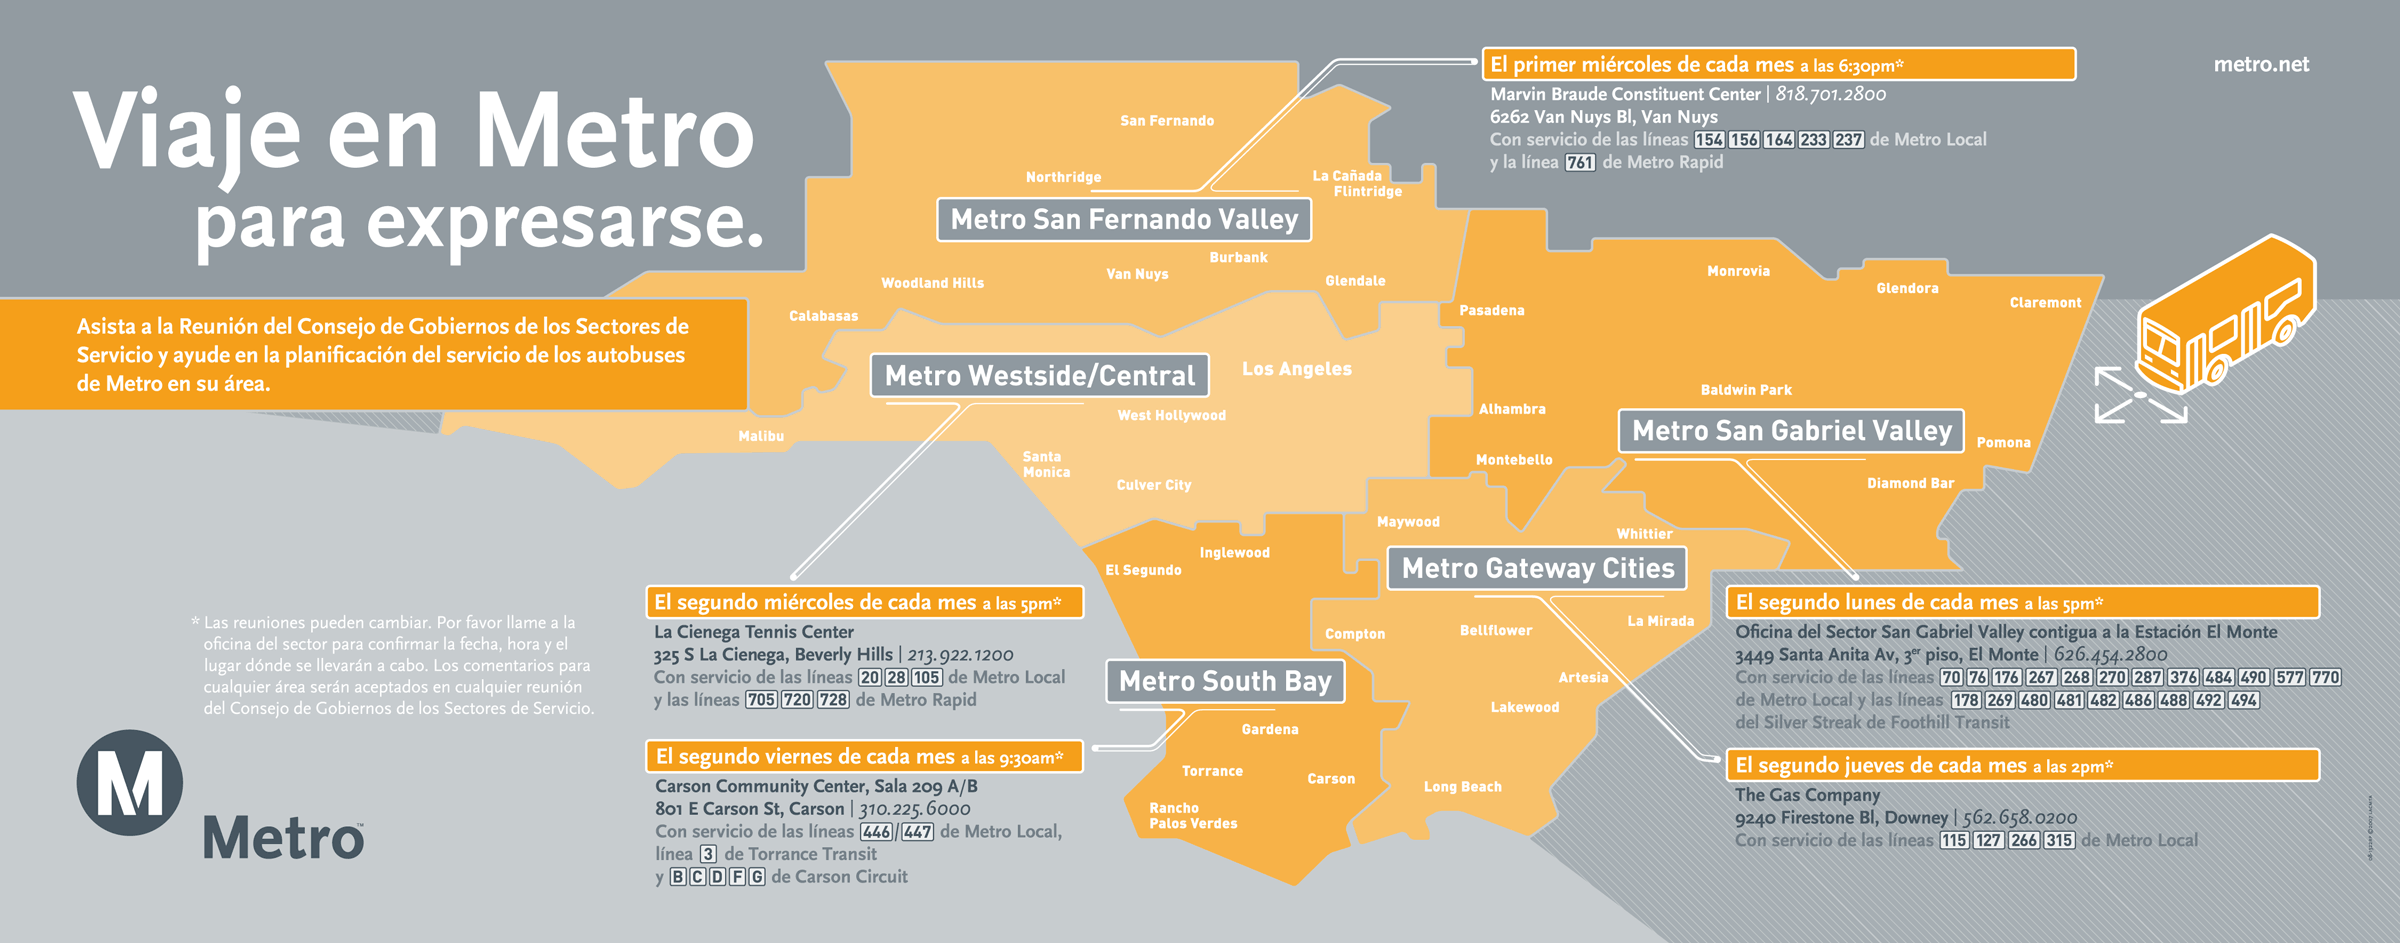 Viaje en Metro
para expresarse.
Asista a la Reunión del Consejo de Gobiernos de los Sectores de
Servicio y ayude en la planificación del servicio de los autobuses
de Metro en su área.
metro.net
El primer miércoles de cada mes a las 6:30pm*
Marvin Braude Constituent Center | 818.701.2800
6262 Van Nuys Bl, Van Nuys
Con servicio de las líneas 154 156 164 233 237 de Metro Local
y la línea 761 de Metro Rapid
San Fernando
Northridge
La Cañada
Flintridge
Metro San Fernando Valley
Burbank
Van Nuys
Glendale
Woodland Hills
Calabasas
Pasadena
Monrovia
Glendora
Claremont
Metro Westside/Central
Los Angeles
West Hollywood
Malibu
Santa
Monica
Culver City
Baldwin Park
Alhambra
Metro San Gabriel Valley
Pomona
Montebello
Diamond Bar
Maywood
Whittier
Inglewood
El Segundo
Metro Gateway Cities
Compton
Bellflower
La Mirada
Artesia
Lakewood
Long Beach
Metro South Bay
Gardena
Torrance
Carson
Rancho
Palos Verdes
El segundo miércoles de cada mes a las 5pm*
La Cienega Tennis Center
325 S La Cienega, Beverly Hills | 213.922.1200
Con servicio de las líneas 20 28 105 de Metro Local
y las líneas 705 720 728 de Metro Rapid
El segundo viernes de cada mes a las 9:30am*
Carson Community Center, Sala 209 A/B
801 E Carson St, Carson | 310.225.6000
Con servicio de las líneas 446/447 de Metro Local,
línea 3 de Torrance Transit
y B C D F G de Carson Circuit
El segundo lunes de cada mes a las 5pm*
Oficina del Sector San Gabriel Valley contigua a la Estación El Monte
3449 Santa Anita Av, 3er piso, El Monte | 626.454.2800
Con servicio de las líneas 70 76 176 267 268 270 287 376 484 490 577 770
de Metro Local y las líneas 178 269 480 481 482 486 488 492 494
del Silver Streak de Foothill Transit
El segundo jueves de cada mes a las 2pm*
The Gas Company
9240 Firestone Bl, Downey | 562.658.0200
Con servicio de las líneas 115 127 266 315 de Metro Local
* Las reuniones pueden cambiar. Por favor llame a la
oficina del sector para confirmar la fecha, hora y el
lugar dónde se llevarán a cabo. Los comentarios para
cualquier área serán aceptados en cualquier reunión
del Consejo de Gobiernos de los Sectores de Servicio.
M
Metro™